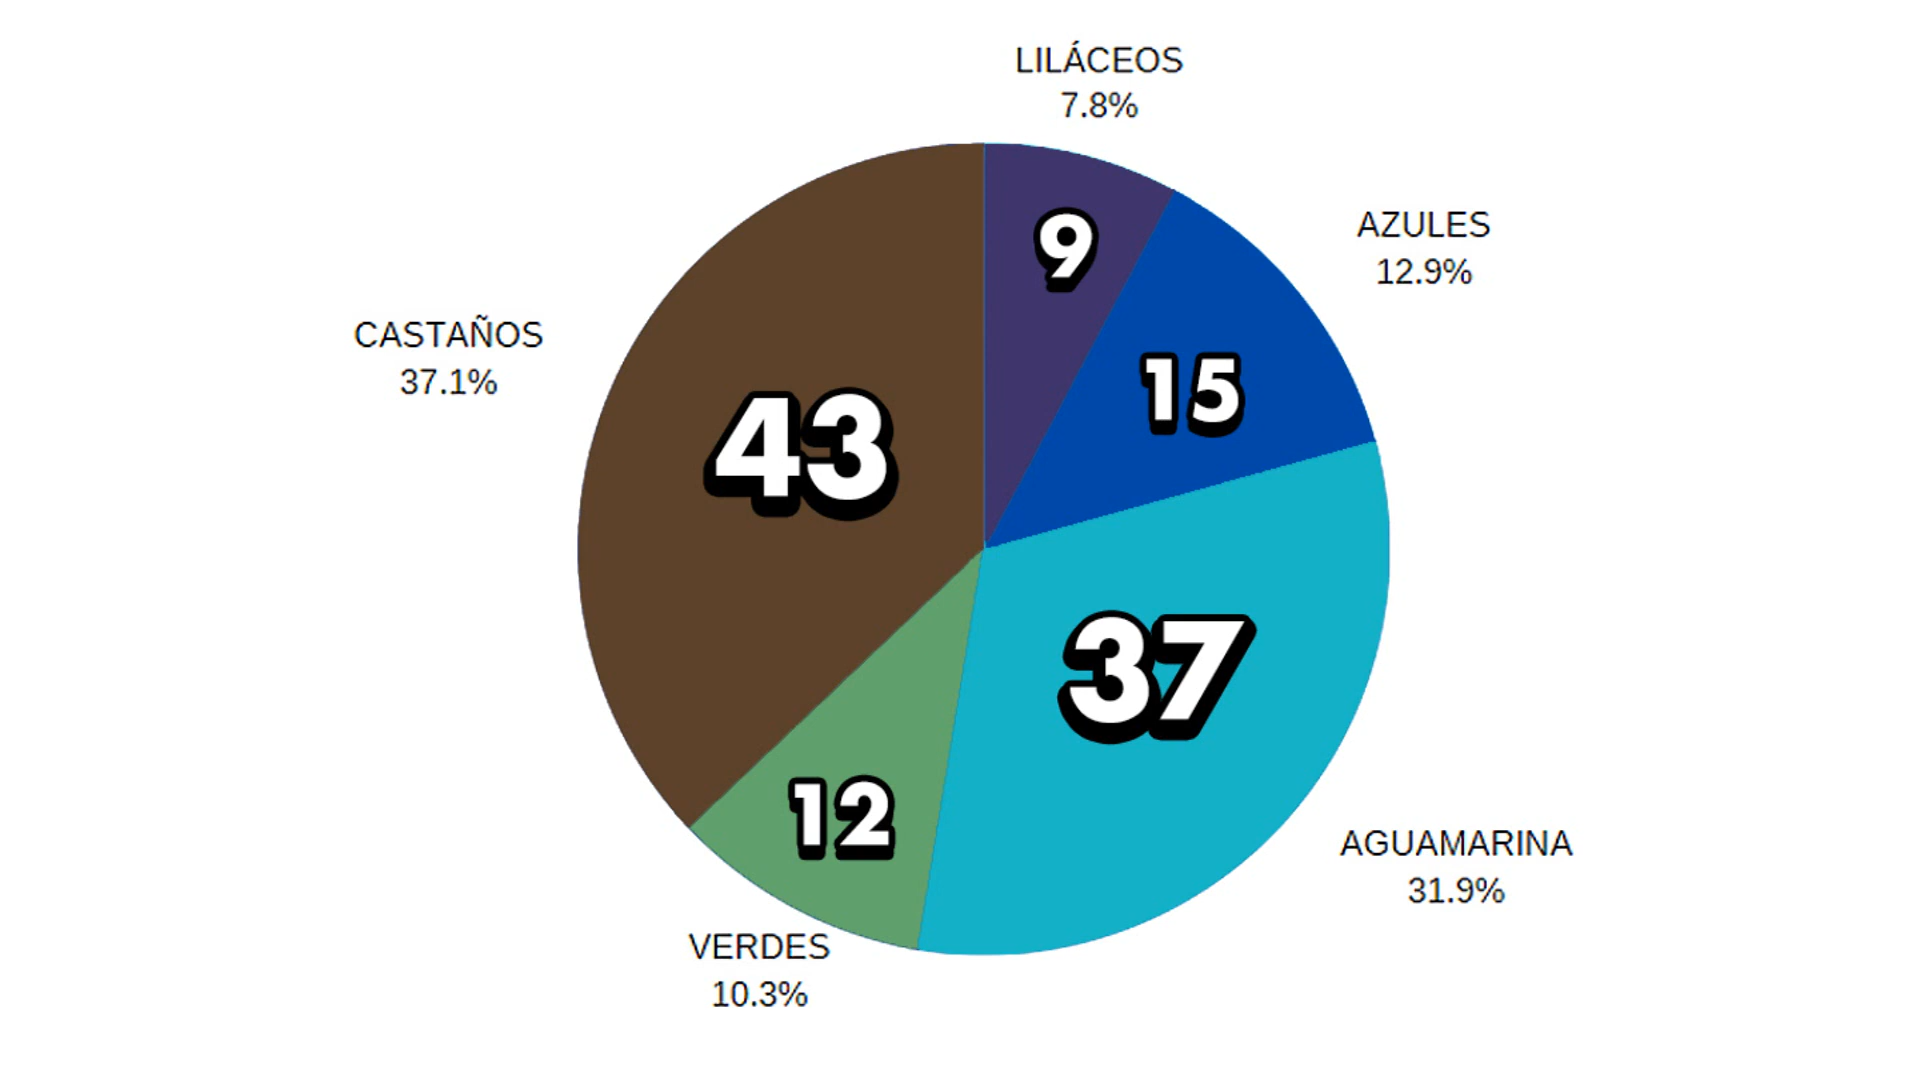 LILÁCEOS
7.8%
9
AZULES
12.9%
15
CASTAÑOS
37.1%
43
37
AGUAMARINA
31.9%
12
VERDES
10.3%